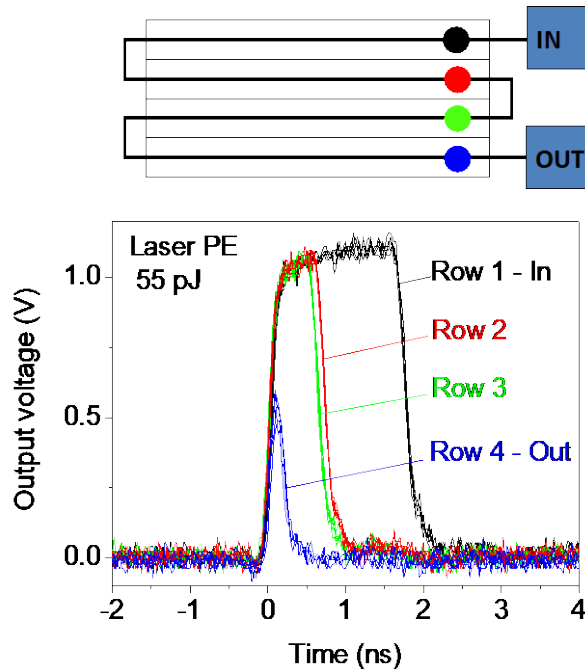 IN
OUT
Laser PE
55 pJ
Row 1 - In
Row 2
Row 3
Row 4 - Out
Output voltage (V)
1.0
0.5
0.0
-2
-1
0
1
2
3
4
Time (ns)